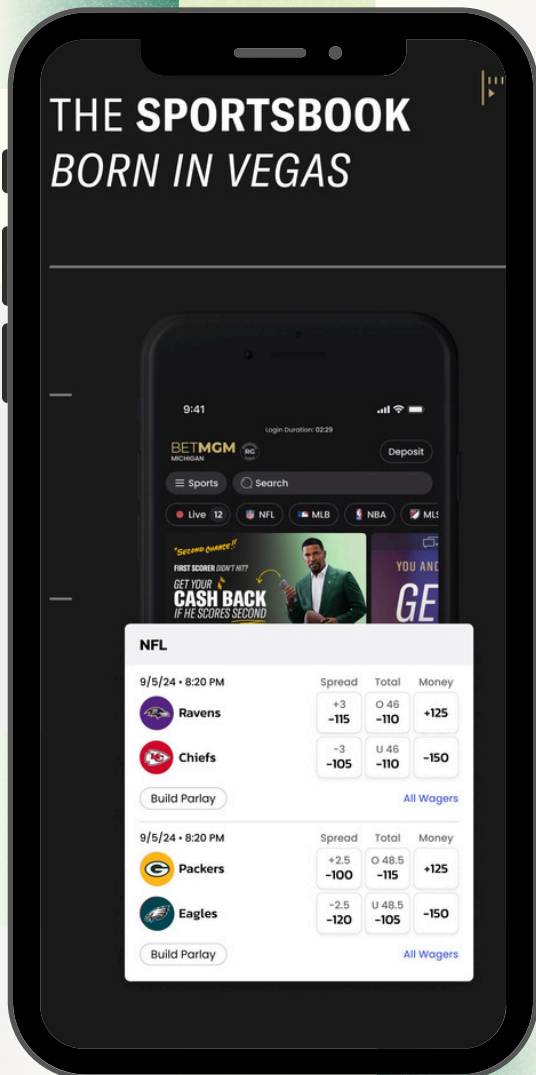 THE SPORTSBOOK
BORN IN VEGAS
9:41
Login Duration: 02:29
BETMGM
MICHIGAN
RG
Deposit
Sports
Search
Live 12
NFL
MLB
NBA
MLS
"SECOND CHANCE!!
FIRST SCORER DIDN'T HIT?
GET YOUR
CASH BACK
IF HE SCORES SECOND
YOU AND
GE
NFL
9/5/24 • 8:20 PM Spread Total Money
Ravens +3 -115 O 46 -110 +125
Chiefs -3 -105 U 46 -110 -150
Build Parlay All Wagers
9/5/24 • 8:20 PM Spread Total Money
Packers +2.5 -100 O 48.5 -115 +125
Eagles -2.5 -120 U 48.5 -105 -150
Build Parlay All Wagers